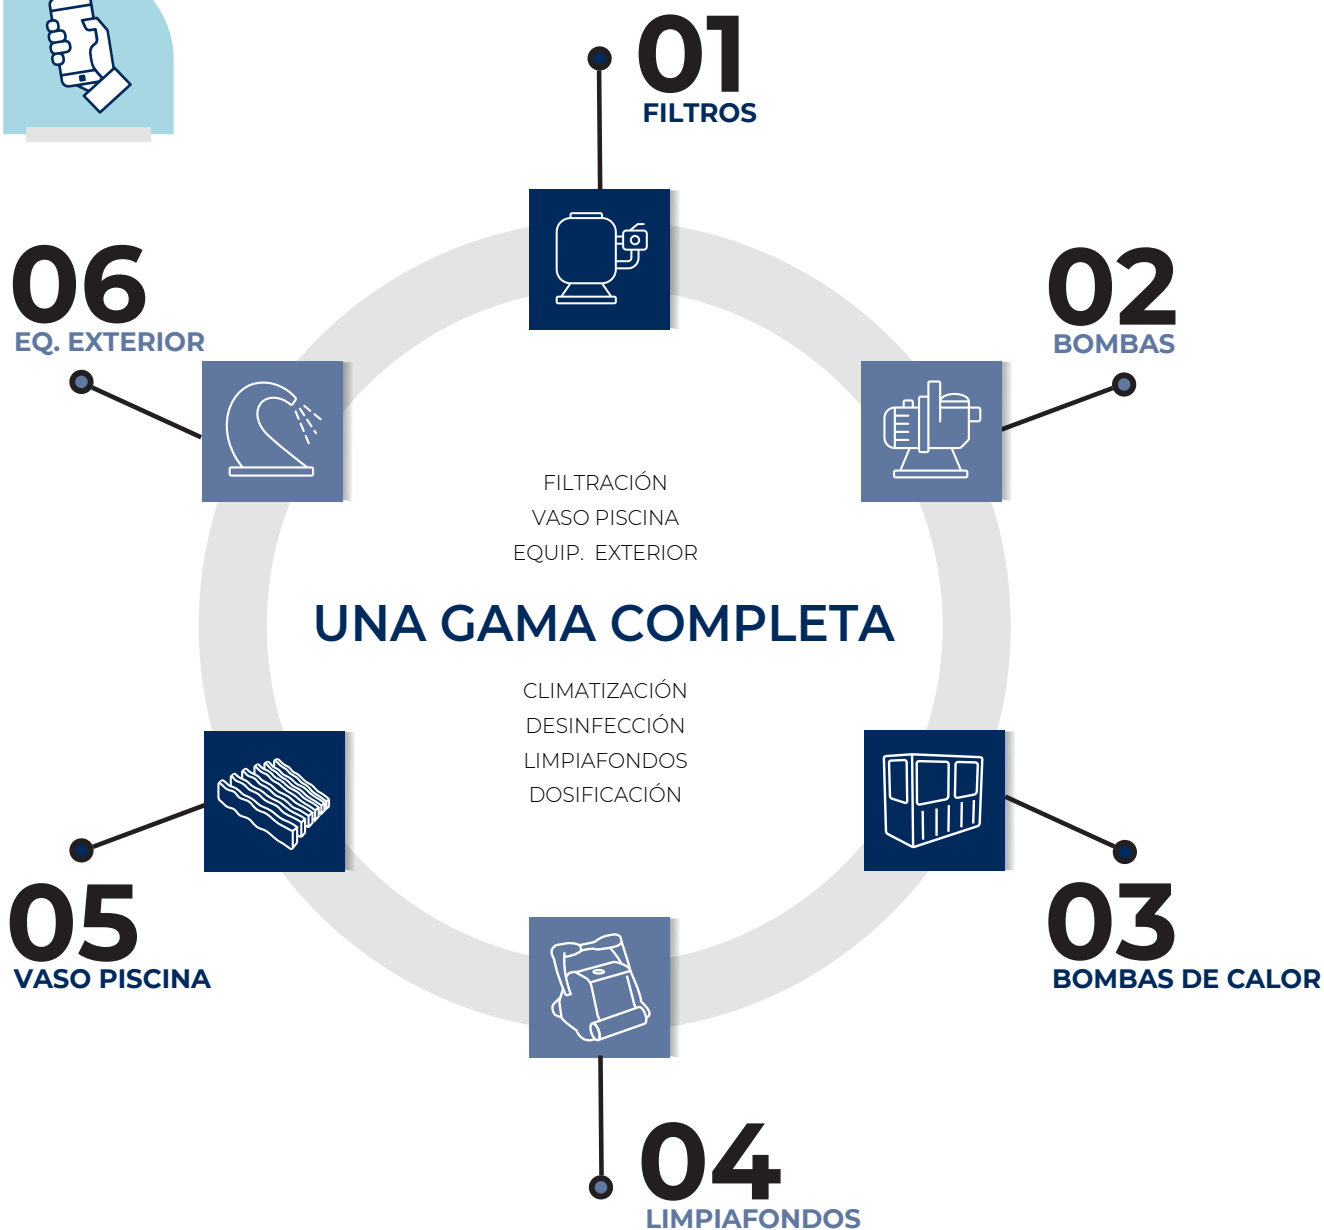 01
FILTROS
06
EQ. EXTERIOR
02
BOMBAS
FILTRACIÓN
VASO PISCINA
EQUIP. EXTERIOR
UNA GAMA COMPLETA
CLIMATIZACIÓN
DESINFECCIÓN
LIMPIAFONDOS
DOSIFICACIÓN
05
VASO PISCINA
03
BOMBAS DE CALOR
04
LIMPIAFONDOS